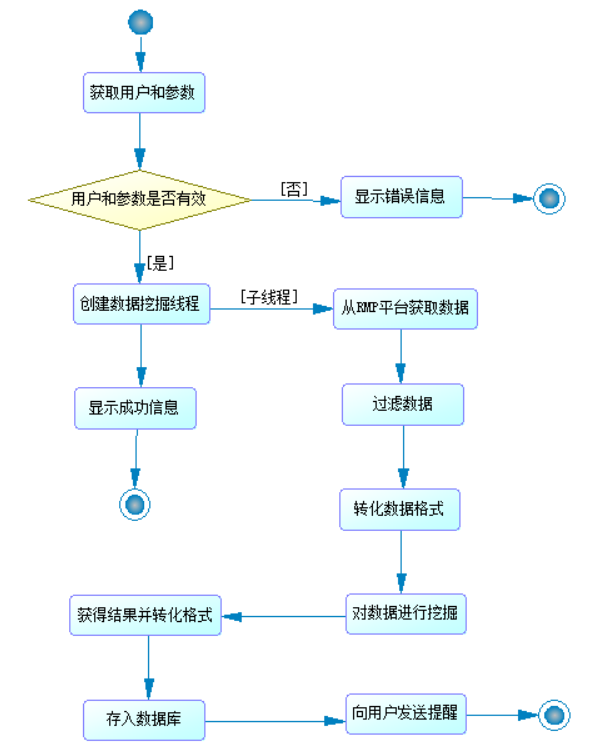 获取用户和参数
用户和参数是否有效
[否]
显示错误信息
[是]
创建数据挖掘线程
[子线程]
从RMP平台获取数据
显示成功信息
过滤数据
转化数据格式
获得结果并转化格式
对数据进行挖掘
存入数据库
向用户发送提醒